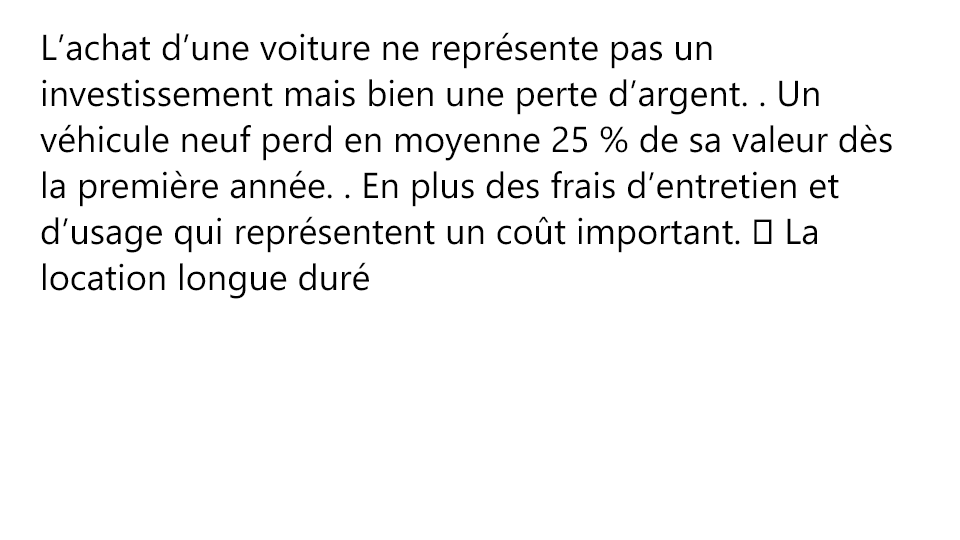 L’achat d’une voiture ne représente pas un
investissement mais bien une perte d’argent. . Un
véhicule neuf perd en moyenne 25 % de sa valeur dès
la première année. . En plus des frais d’entretien et
d’usage qui représentent un coût important. 	La
location longue duré